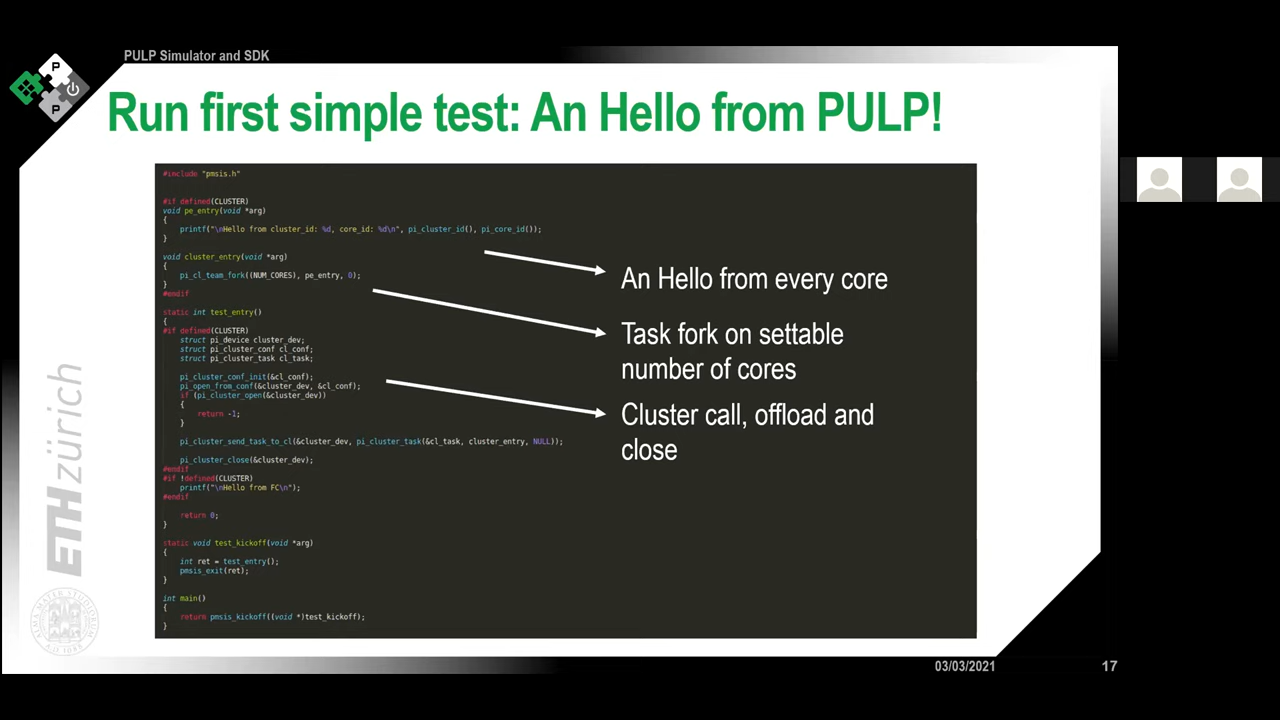 PULP Simulator and SDK
P
P
Run first simple test: An Hello from PULP!
#include "pmsis.h"
#if defined(CLUSTER)
void pe_entry(void *arg)
{
printf("\nHello from cluster_id: %d, core_id: %d\n", pi_cluster_id(), pi_core_id());
}
void cluster_entry(void *arg)
{
pi_cl_team_fork((NUM_CORES), pe_entry, 0);
}
#endif
static int test_entry()
{
#if defined(CLUSTER)
struct pi_device cluster_dev;
struct pi_cluster_conf cl_conf;
struct pi_cluster_task cl_task;
pi_cluster_conf_init(&cl_conf);
pi_open_from_conf(&cluster_dev, &cl_conf);
if (pi_cluster_open(&cluster_dev))
{
return -1;
}
pi_cluster_send_task_to_cl(&cluster_dev, pi_cluster_task(&cl_task, cluster_entry, NULL));
pi_cluster_close(&cluster_dev);
#endif
#if !defined(CLUSTER)
printf("\nHello from FC\n");
#endif
return 0;
}
static void test_kickoff(void *arg)
{
int ret = test_entry();
pmsis_exit(ret);
}
int main()
{
return pmsis_kickoff((void *)test_kickoff);
}
An Hello from every core
Task fork on settable
number of cores
Cluster call, offload and
close
ETH zürich
03/03/2021
17